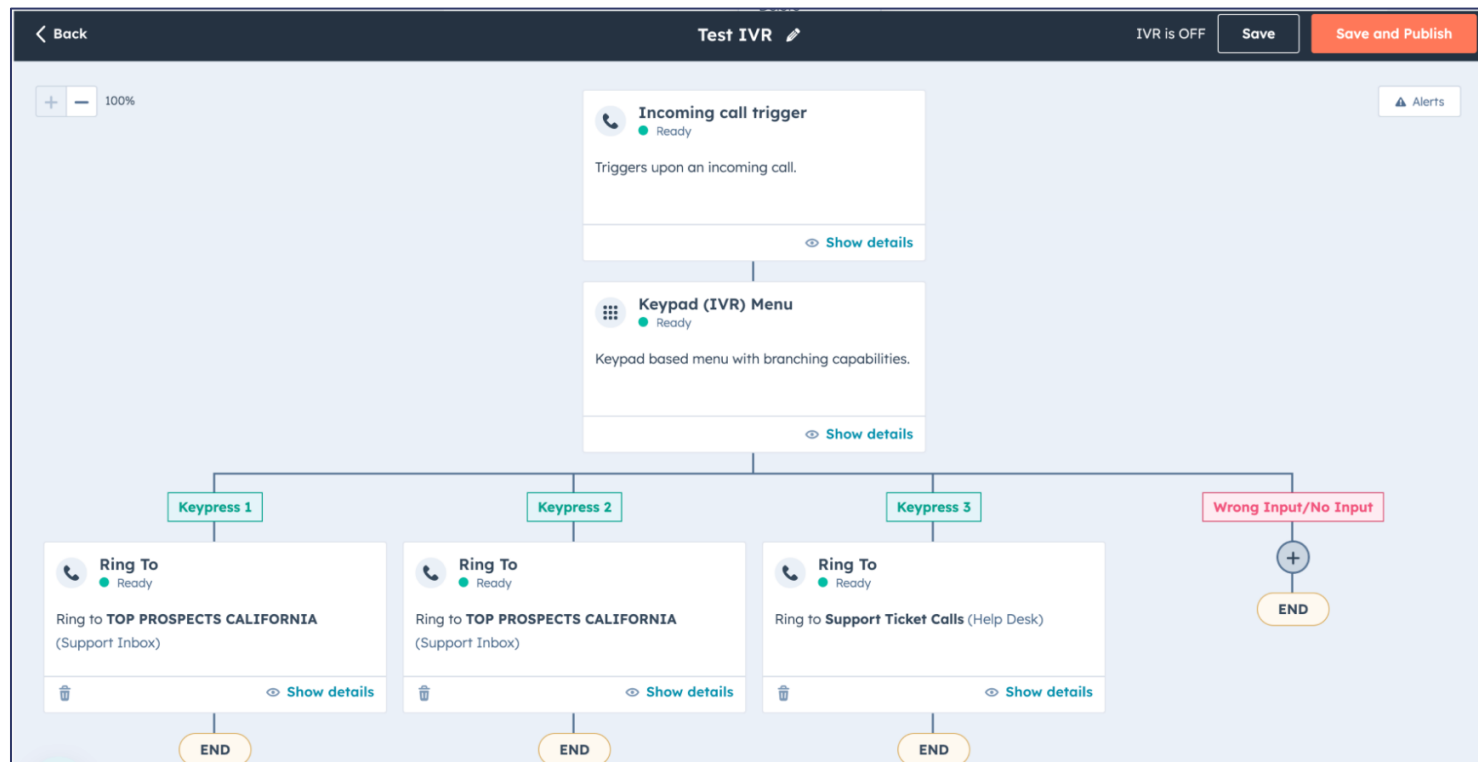 Back
Test IVR
IVR is OFF
Save
Save and Publish
100%
Alerts
Incoming call trigger
Ready
Triggers upon an incoming call.
Show details
Keypad (IVR) Menu
Ready
Keypad based menu with branching capabilities.
Show details
Keypress 1
Keypress 2
Keypress 3
Wrong Input/No Input
Ring To
Ready
Ring to TOP PROSPECTS CALIFORNIA
(Support Inbox)
Show details
END
Ring To
Ready
Ring to TOP PROSPECTS CALIFORNIA
(Support Inbox)
Show details
END
Ring To
Ready
Ring to Support Ticket Calls (Help Desk)
Show details
END
END